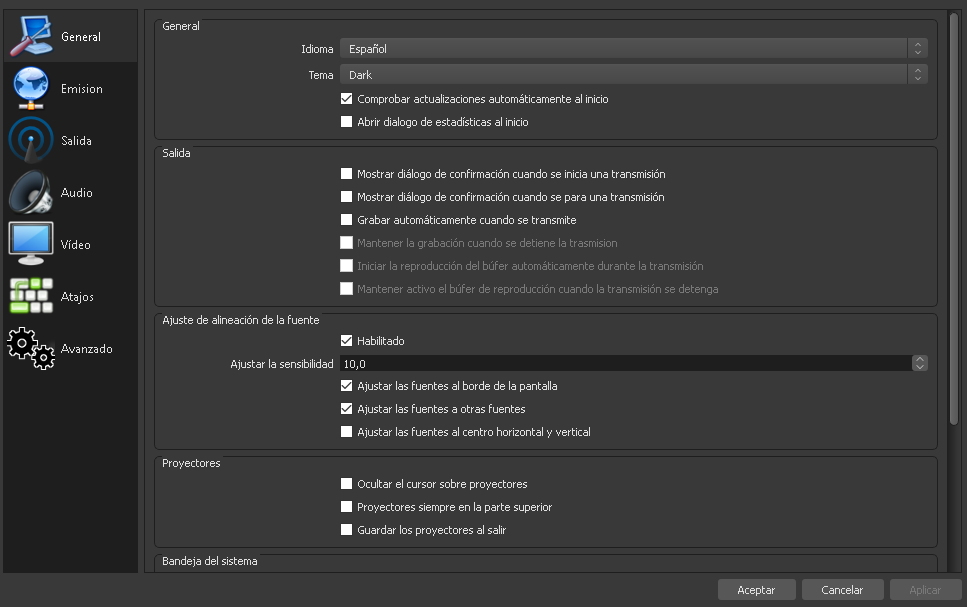 General
Emision
Salida
Audio
Vídeo
Atajos
Avanzado
General
Idioma Español
Tema Dark
Comprobar actualizaciones automáticamente al inicio
Abrir dialogo de estadísticas al inicio
Salida
Mostrar diálogo de confirmación cuando se inicia una transmisión
Mostrar diálogo de confirmación cuando se para una transmisión
Grabar automáticamente cuando se transmite
Mantener la grabación cuando se detiene la trasmision
Iniciar la reproducción del búfer automáticamente durante la transmisión
Mantener activo el búfer de reproducción cuando la transmisión se detenga
Ajuste de alineación de la fuente
Habilitado
Ajustar la sensibilidad 10,0
Ajustar las fuentes al borde de la pantalla
Ajustar las fuentes a otras fuentes
Ajustar las fuentes al centro horizontal y vertical
Proyectores
Ocultar el cursor sobre proyectores
Proyectores siempre en la parte superior
Guardar los proyectores al salir
Bandeja del sistema
Aceptar Cancelar Aplicar